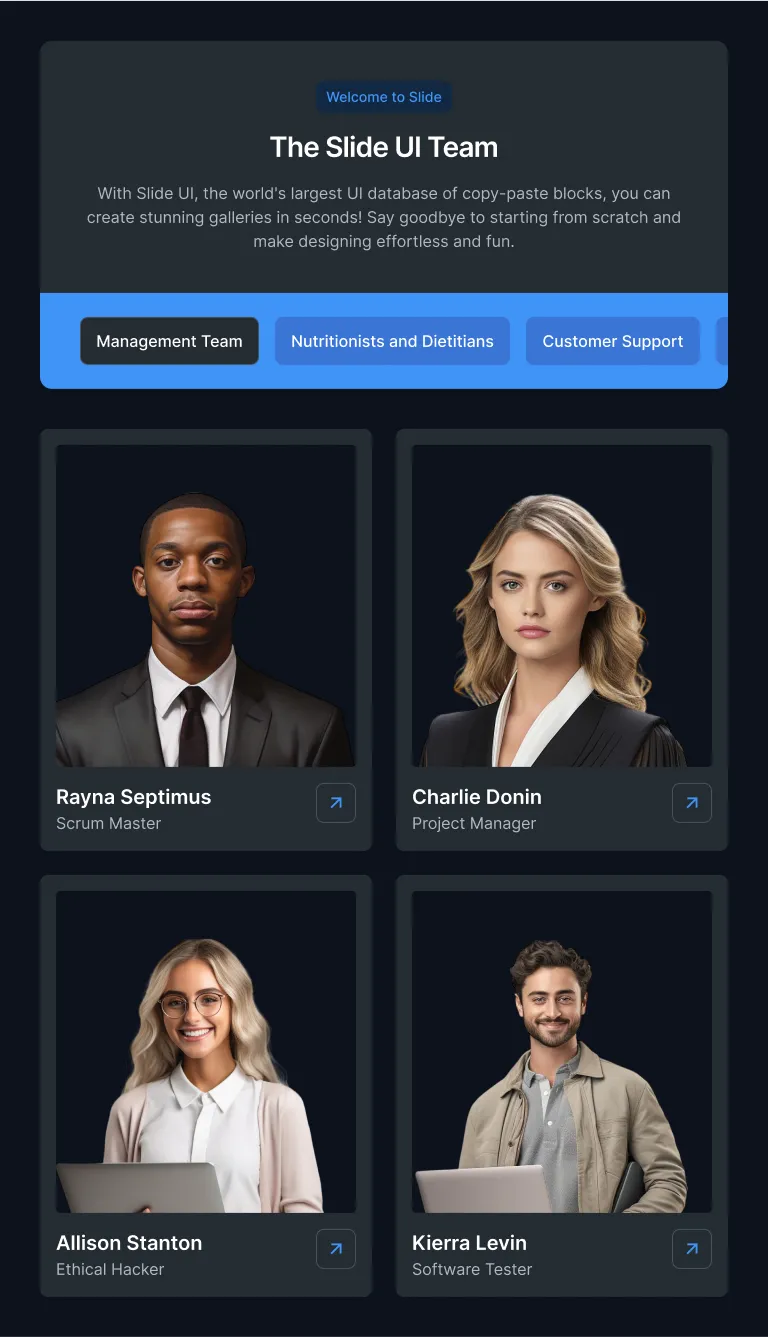 Welcome to Slide
The Slide UI Team
With Slide UI, the world's largest UI database of copy-paste blocks, you can
create stunning galleries in seconds! Say goodbye to starting from scratch and
make designing effortless and fun.
Management Team
Nutritionists and Dietitians
Customer Support
Rayna Septimus
Scrum Master
Charlie Donin
Project Manager
Allison Stanton
Ethical Hacker
Kierra Levin
Software Tester